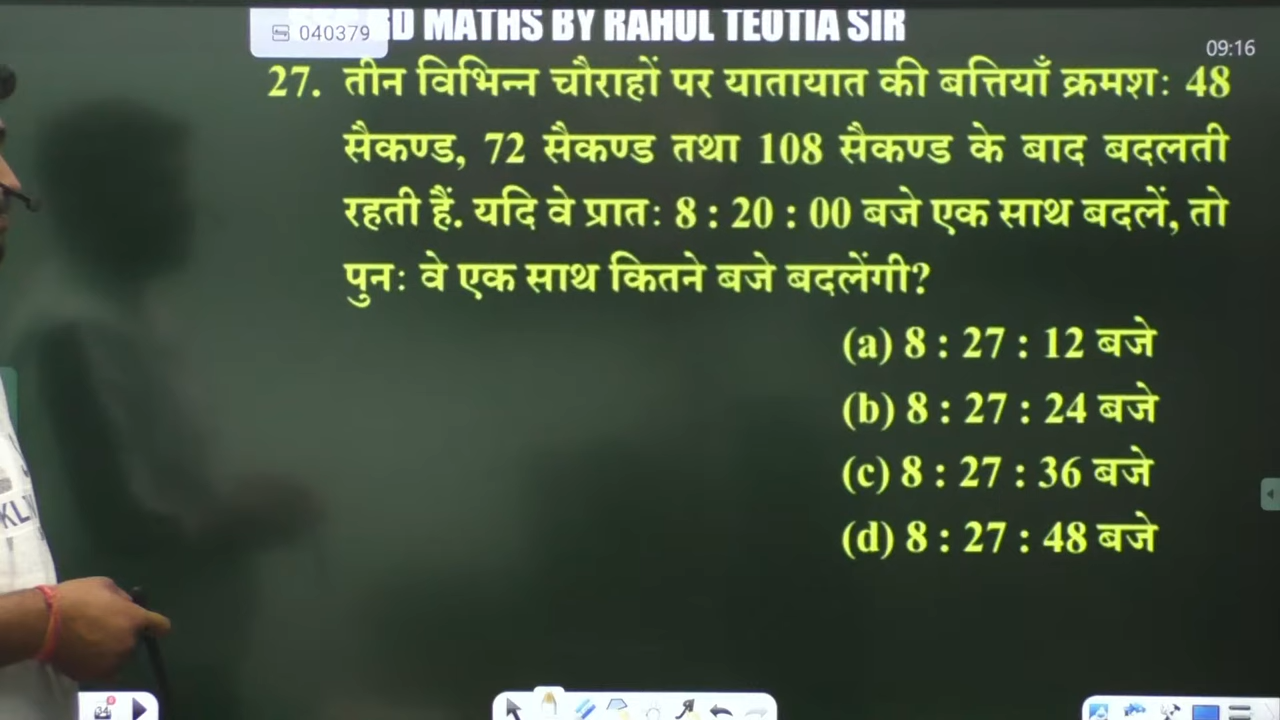 040379
D MATHS BY RAHUL TEOTIA SIR
09:16
27. तीन विभिन्न चौराहों पर यातायात की बत्तियाँ क्रमशः 48
सैकण्ड, 72 सैकण्ड तथा 108 सैकण्ड के बाद बदलती
रहती हैं. यदि वे प्रातः 8 : 20 : 00 बजे एक साथ बदलें, तो
पुनः वे एक साथ कितने बजे बदलेंगी?
(a) 8 : 27 : 12 बजे
(b) 8 : 27 : 24 बजे
(c) 8 : 27 : 36 बजे
(d) 8 : 27 : 48 बजे
KL
34